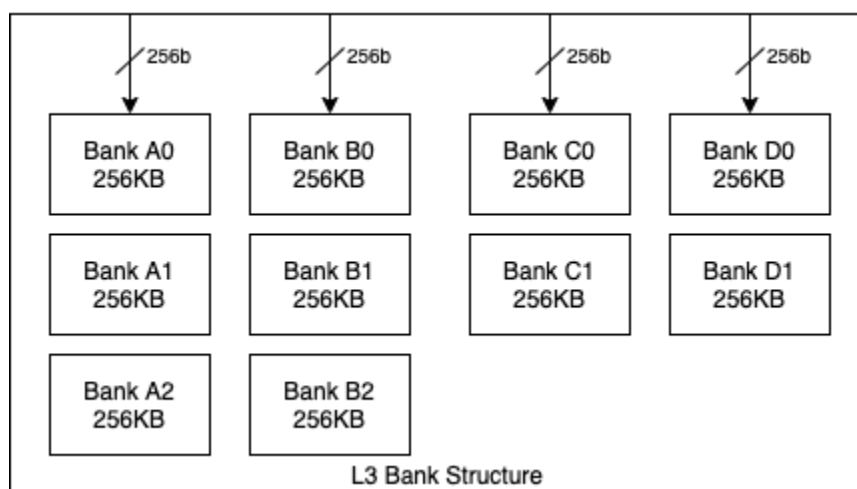 256b
256b
256b
256b
Bank A0
256KB
Bank B0
256KB
Bank C0
256KB
Bank D0
256KB
Bank A1
256KB
Bank B1
256KB
Bank C1
256KB
Bank D1
256KB
Bank A2
256KB
Bank B2
256KB
L3 Bank Structure